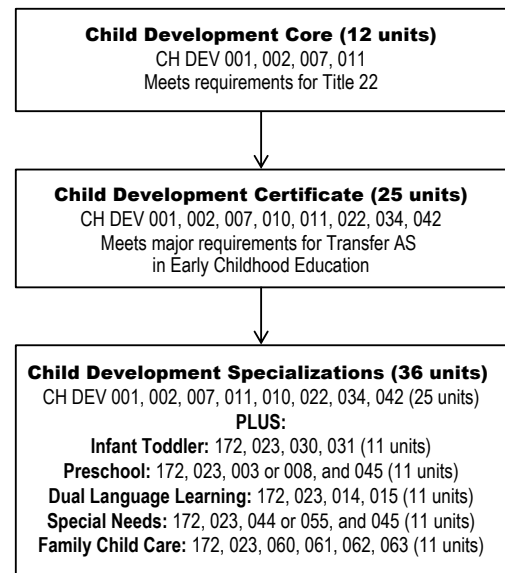 Child Development Core (12 units)
CH DEV 001, 002, 007, 011
Meets requirements for Title 22
Child Development Certificate (25 units)
CH DEV 001, 002, 007, 010, 011, 022, 034, 042
Meets major requirements for Transfer AS
in Early Childhood Education
Child Development Specializations (36 units)
CH DEV 001, 002, 007, 011, 010, 022, 034, 042 (25 units)
PLUS:
Infant Toddler: 172, 023, 030, 031 (11 units)
Preschool: 172, 023, 003 or 008, and 045 (11 units)
Dual Language Learning: 172, 023, 014, 015 (11 units)
Special Needs: 172, 023, 044 or 055, and 045 (11 units)
Family Child Care: 172, 023, 060, 061, 062, 063 (11 units)